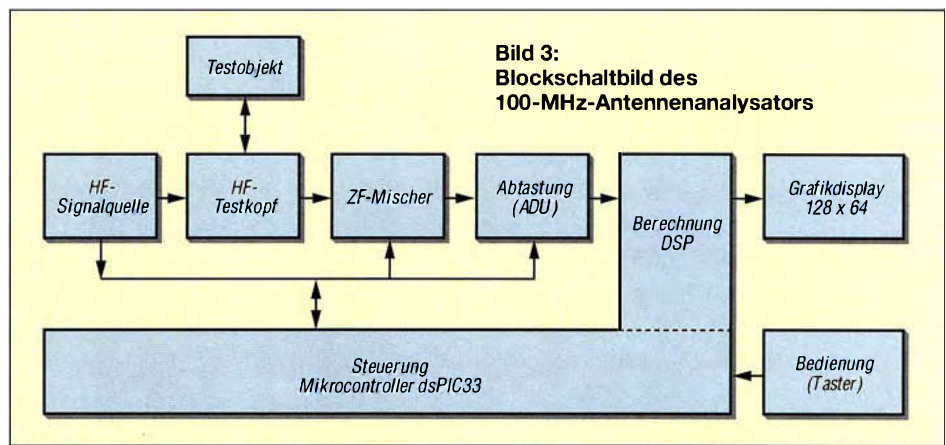 Bild 3:
Blockschaltbild des
100-MHz-Antennenanalysators
Testobjekt
HF-
Signalquelle
HF-
Testkopf
ZF-Mischer
Abtastung
(ADU)
Berechnung
DSP
Grafikdisplay
128 x 64
Steuerung
Mikrocontroller dsPIC33
Bedienung
(Taster)